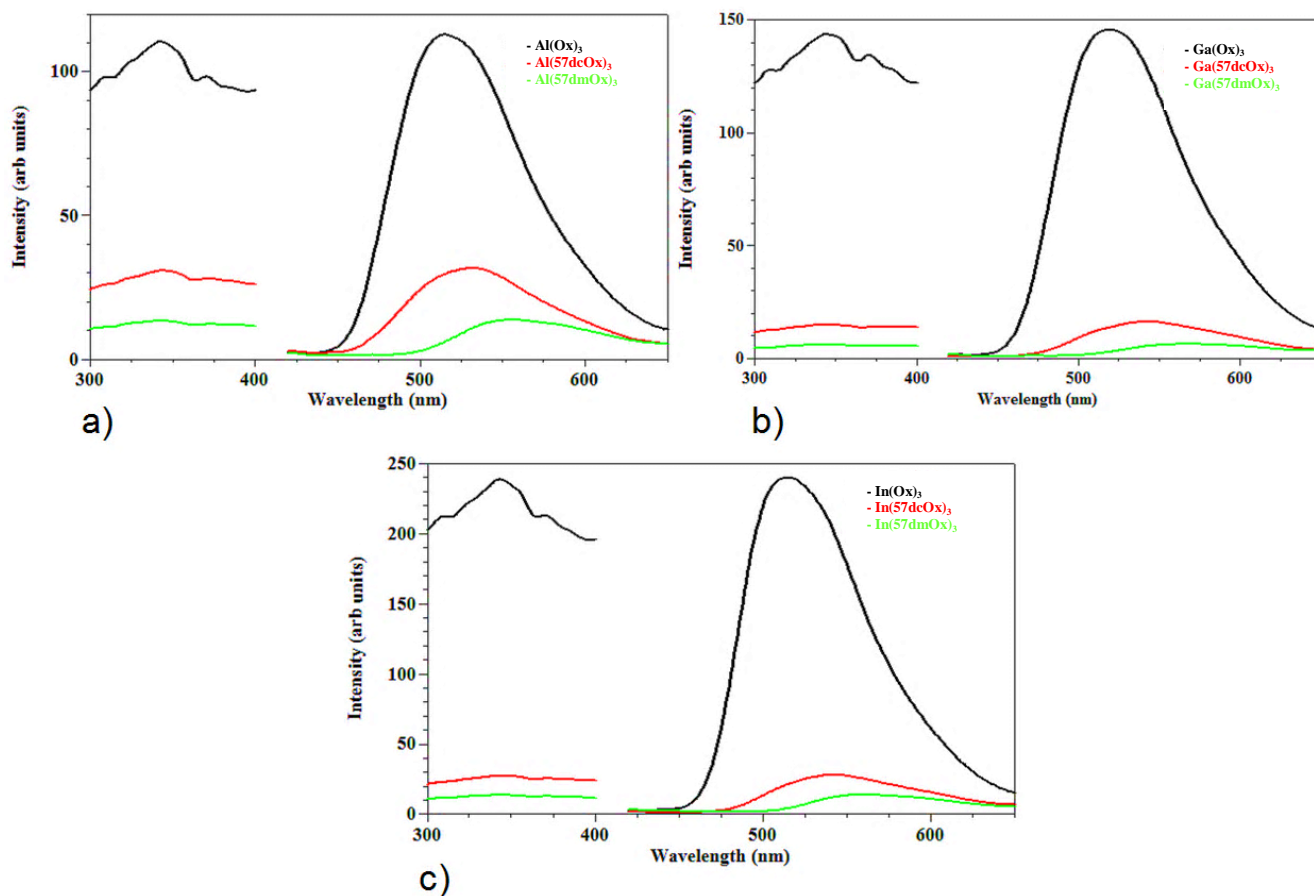 100
50
0
300
400
500
600
Intensity (arb units)
Wavelength (nm)
- Al(Ox)₃
- Al(57dcOx)₃
- Al(57dmOx)₃
a)
150
100
50
0
300
400
500
600
Intensity (arb units)
Wavelength (nm)
- Ga(Ox)₃
- Ga(57dcOx)₃
- Ga(57dmOx)₃
b)
250
200
150
100
50
0
300
400
500
600
Intensity (arb units)
Wavelength (nm)
- In(Ox)₃
- In(57dcOx)₃
- In(57dmOx)₃
c)